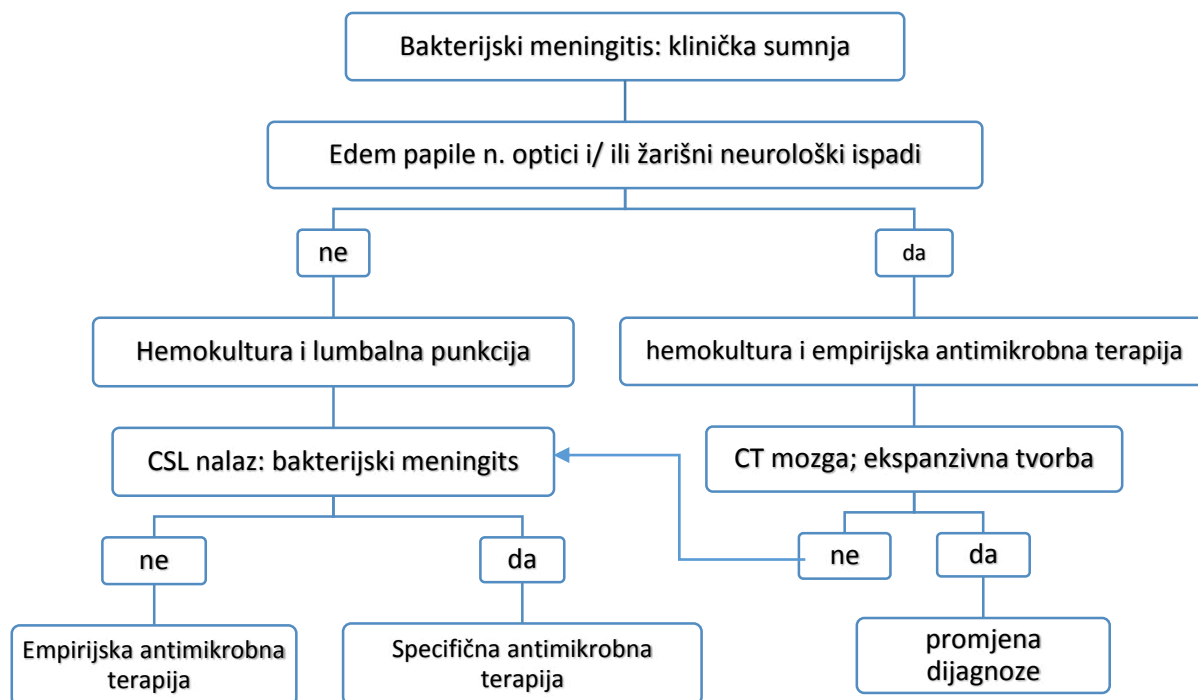 Bakterijski meningitis: klinička sumnja
Edem papile n. optici i/ ili žarišni neurološki ispadi
ne
da
Hemokultura i lumbalna punkcija
hemokultura i empirijska antimikrobna terapija
CSL nalaz: bakterijski meningits
CT mozga; ekspanzivna tvorba
ne
da
ne
da
Empirijska antimikrobna
terapija
Specifična antimikrobna
terapija
promjena
dijagnoze